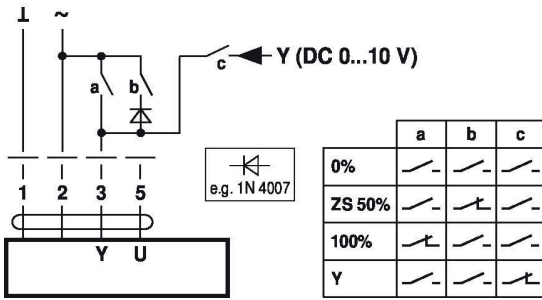 ⊥ ~
a b c Y (DC 0...10 V)
1 2 3 5
Y U
e.g. 1N 4007
a b c
0%
ZS 50%
100%
Y